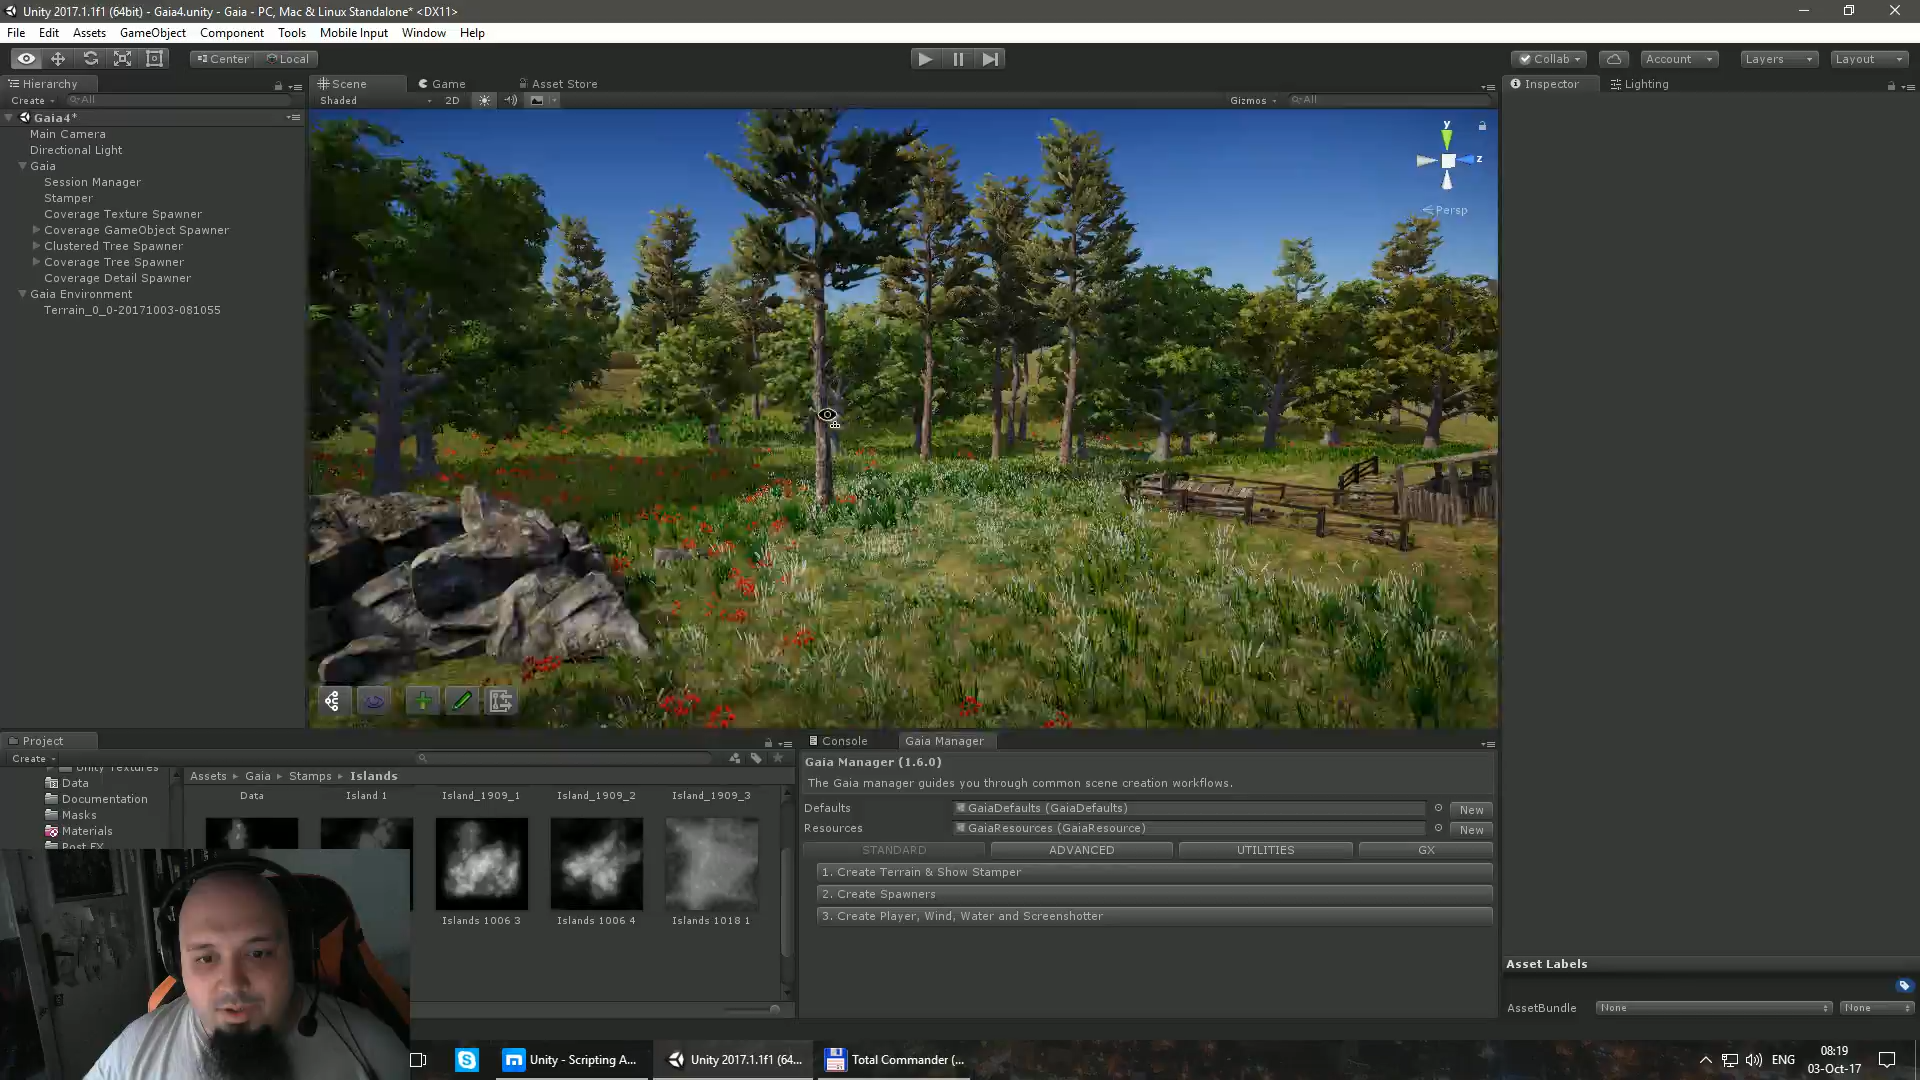 Unity 2017.1.1f1 (64bit) - Gaia4.unity - Gaia - PC, Mac & Linux Standalone* <DX11>
File Edit Assets GameObject Component Tools Mobile Input Window Help
Center Local Collab Account Layers Layout
Hierarchy Scene Game Asset Store Inspector Lighting
Create All Shaded 2D Gizmos All
Gaia4*
Main Camera
Directional Light
Gaia
Session Manager
Stamper
Coverage Texture Spawner
Coverage GameObject Spawner
Clustered Tree Spawner
Coverage Tree Spawner
Coverage Detail Spawner
Gaia Environment
Terrain_0_0-20171003-081055
y
z
Persp
Project
Create
Unity Textures
Data
Documentation
Masks
Materials
Post FX
Assets Gaia Stamps Islands
Data Island 1 Island_1909_1 Island_1909_2 Island_1909_3
Islands 1006 3 Islands 1006 4 Islands 1018 1
Console Gaia Manager
Gaia Manager (1.6.0)
The Gaia manager guides you through common scene creation workflows.
Defaults GaiaDefaults (GaiaDefaults) New
Resources GaiaResources (GaiaResource) New
STANDARD ADVANCED UTILITIES GX
1. Create Terrain & Show Stamper
2. Create Spawners
3. Create Player, Wind, Water and Screenshotter
Asset Labels
AssetBundle None None
Unity - Scripting A... Unity 2017.1.1f1 (64... Total Commander (...
ENG
08:19
03-Oct-17